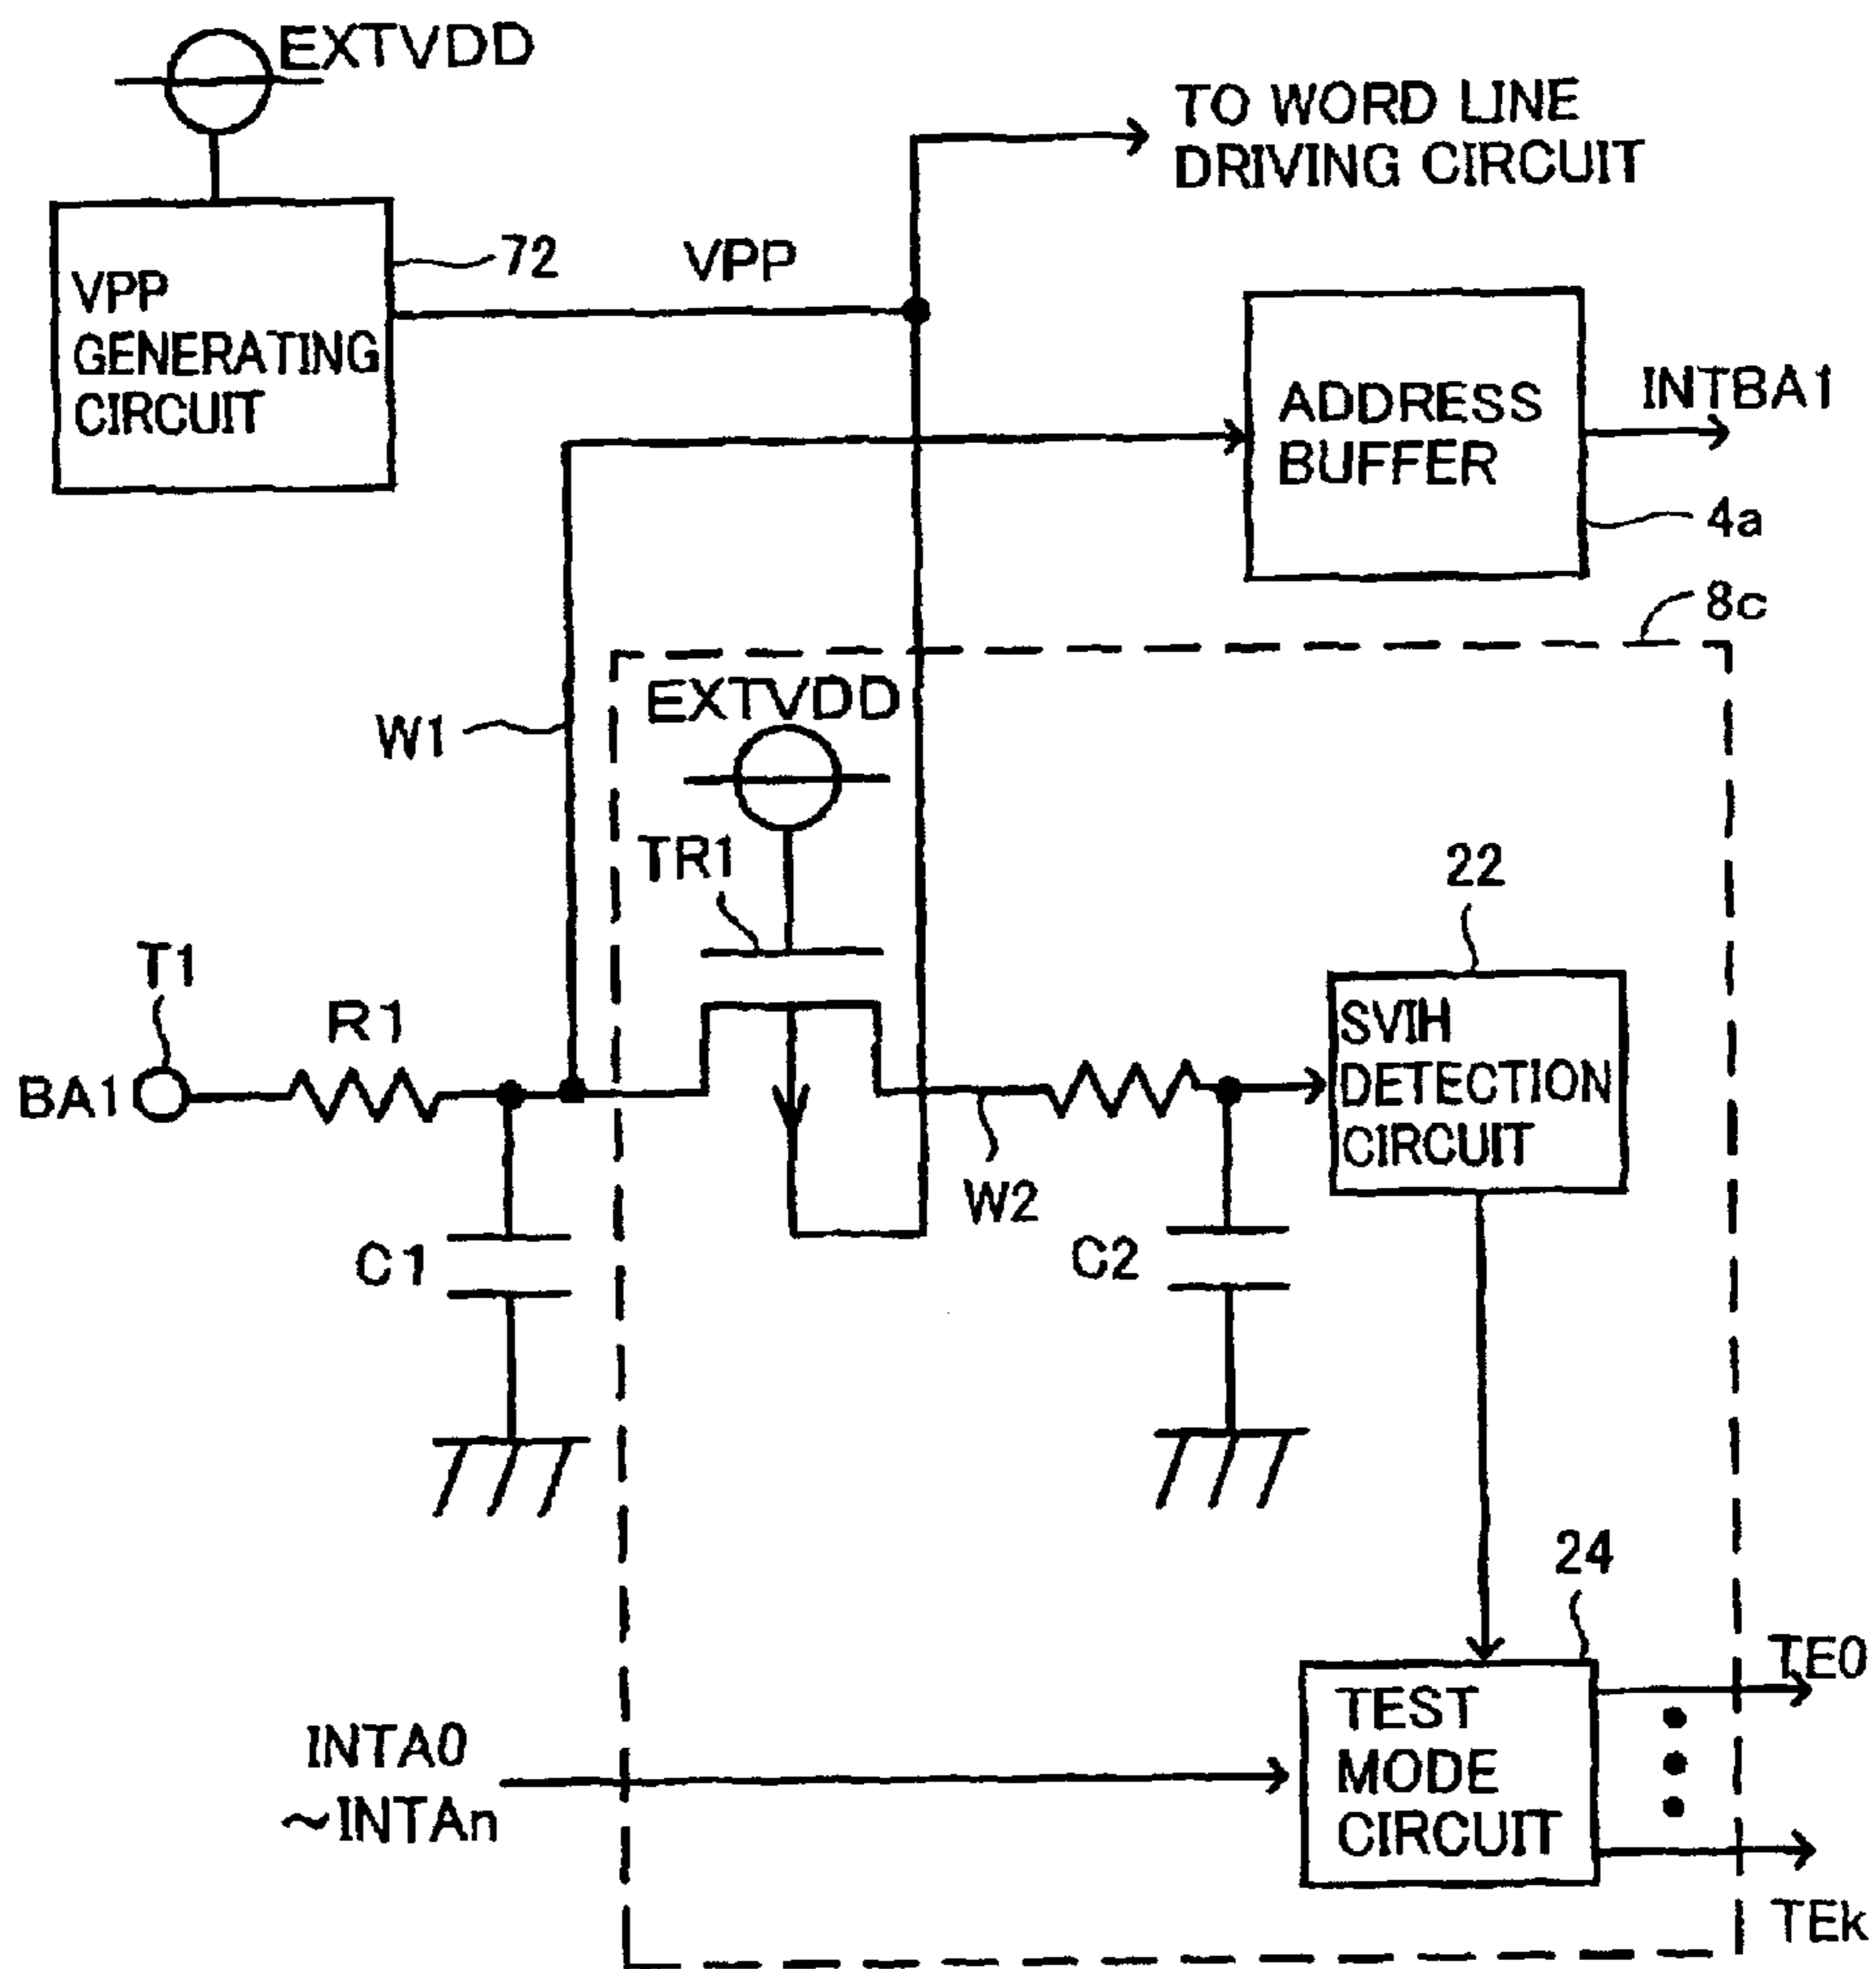 EXTVDD
TO WORD LINE
DRIVING CIRCUIT
72
VPP
VPP
GENERATING
CIRCUIT
ADDRESS
BUFFER
INTBA1
4a
8c
EXTVDD
W1
TR1
22
T1
R1
BA1
SVIH
DETECTION
CIRCUIT
W2
C1
C2
24
TE0
TEST
MODE
CIRCUIT
INTA0
~INTAn
TEk